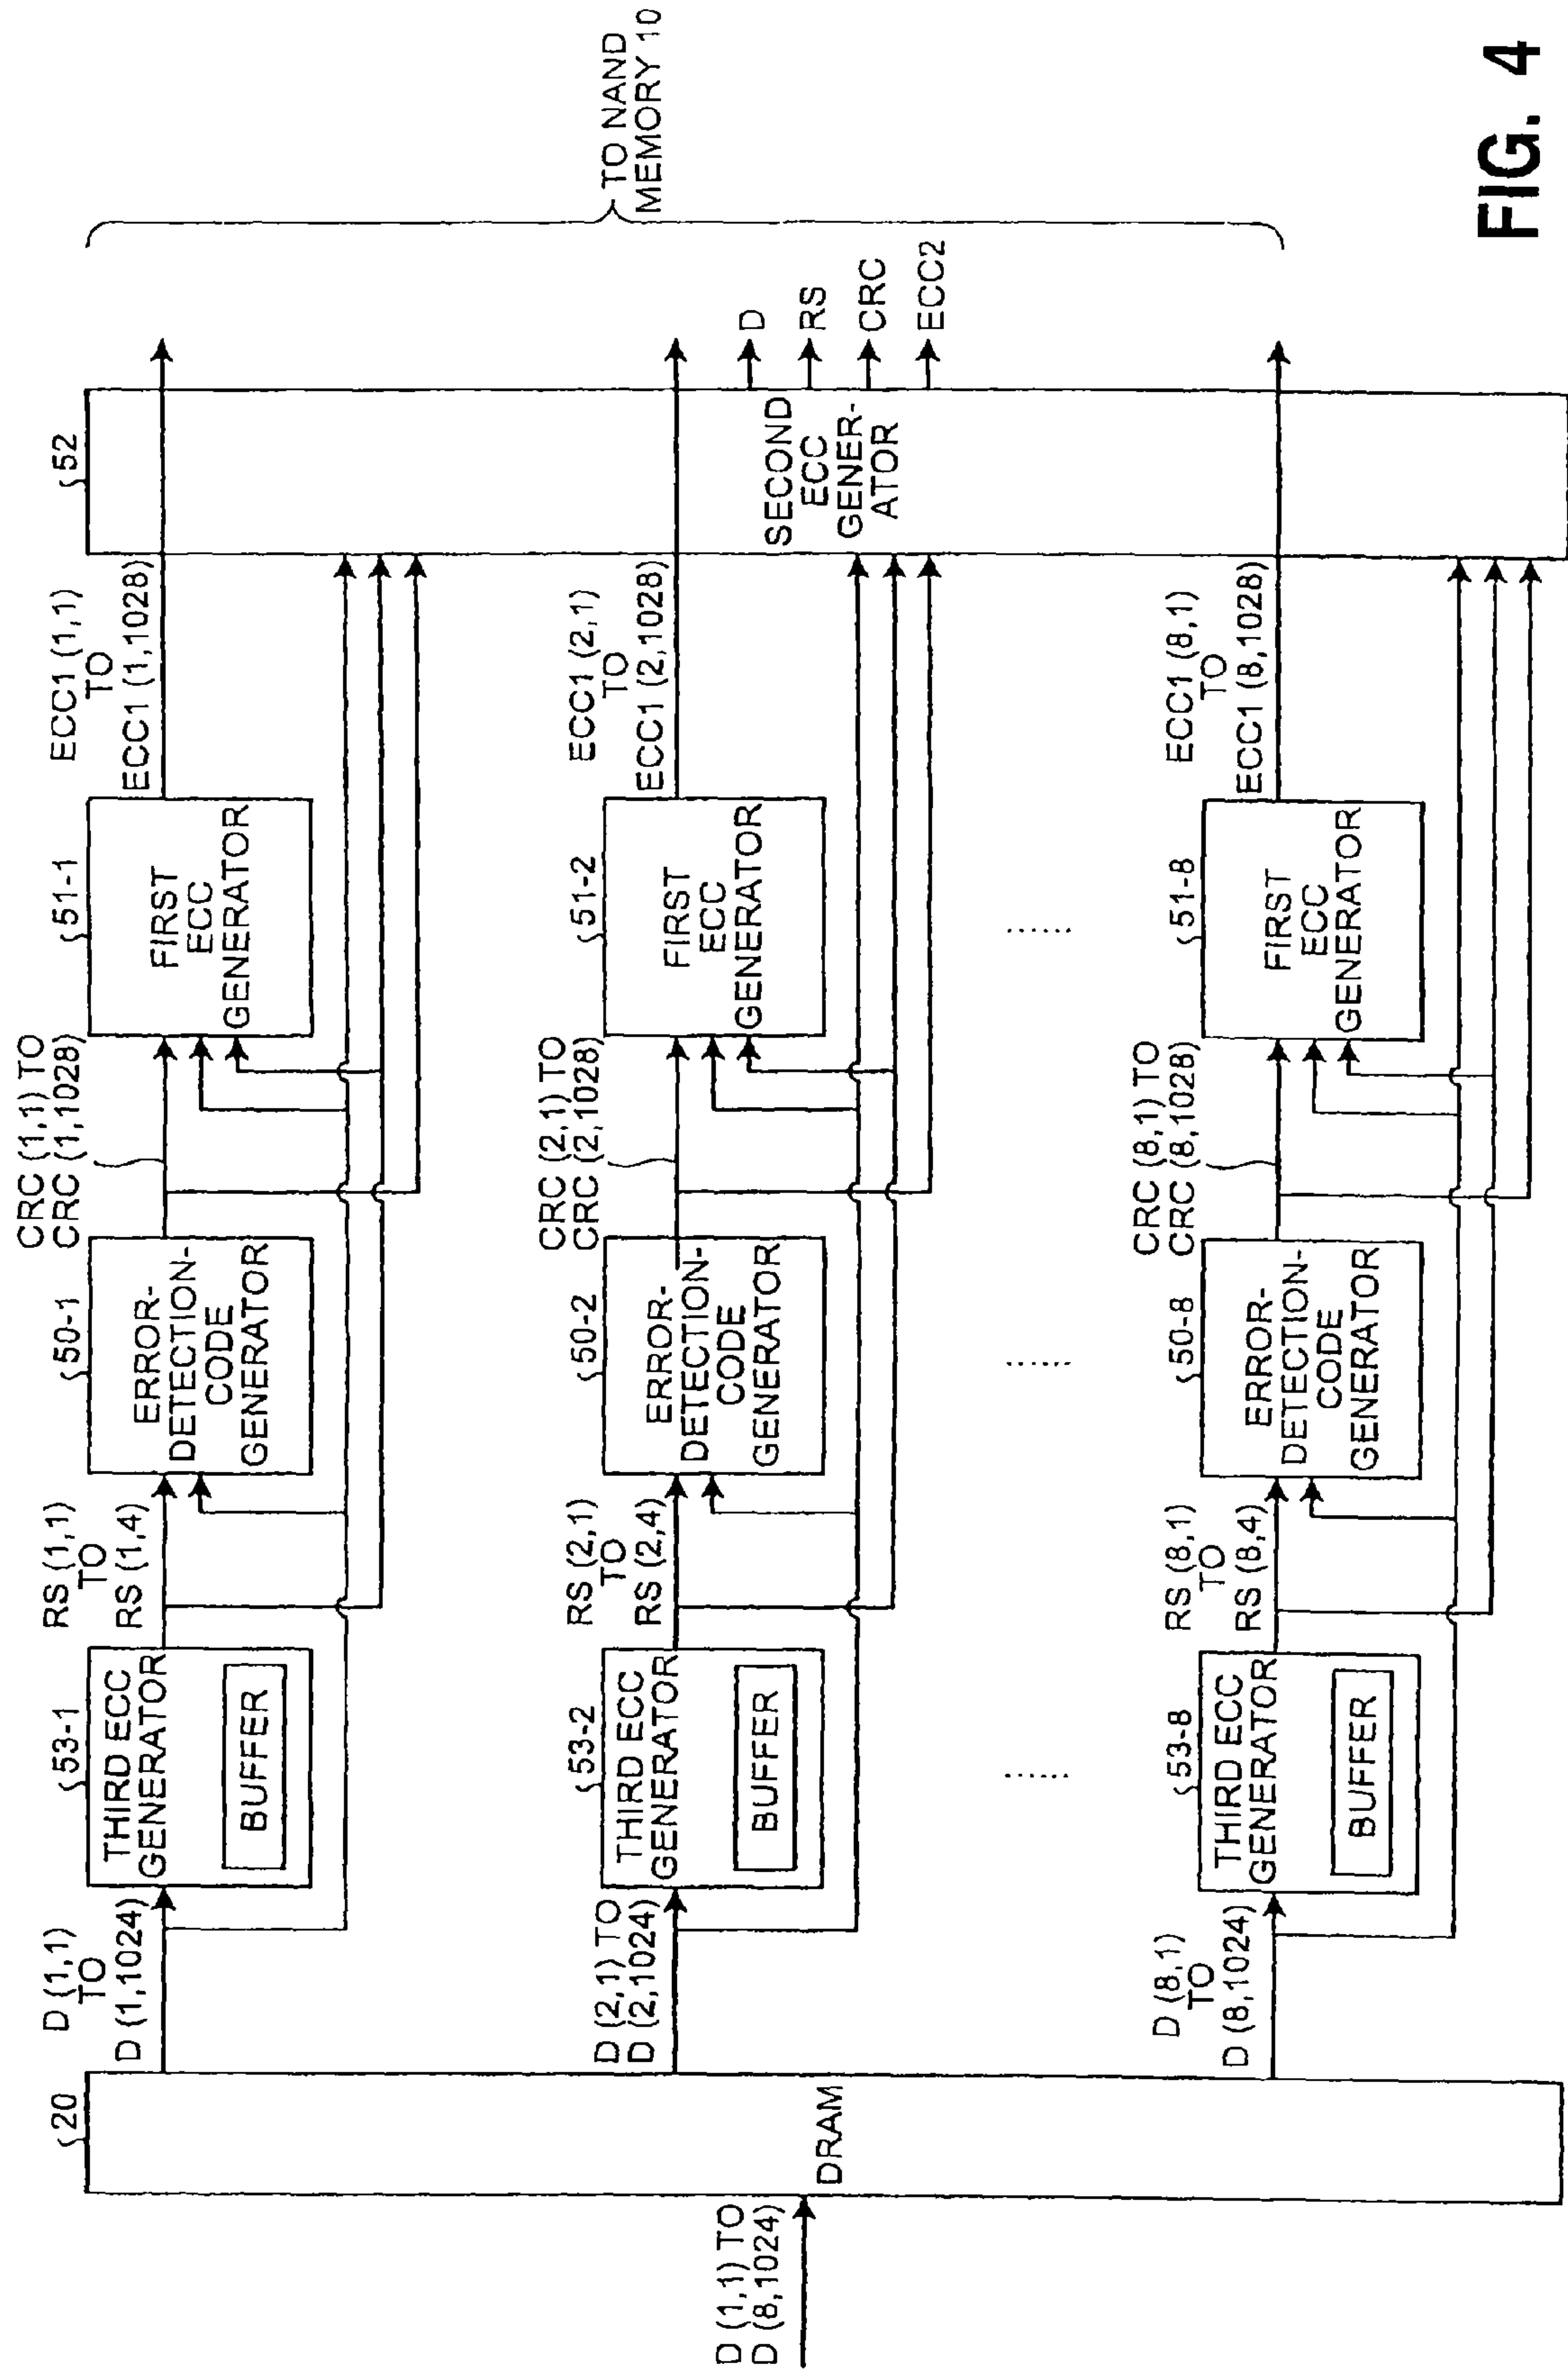 D (1,1) TO
D (8,1024)
20
DRAM
D (1,1)
TO
D (1,1024)
53-1
THIRD ECC
GENERATOR
BUFFER
RS (1,1)
TO
RS (1,4)
50-1
ERROR-
DETECTION-
CODE
GENERATOR
CRC (1,1) TO
CRC (1,1028)
51-1
FIRST
ECC
GENERATOR
ECC1 (1,1)
TO
ECC1 (1,1028)
D (2,1) TO
D (2,1024)
53-2
THIRD ECC
GENERATOR
BUFFER
RS (2,1)
TO
RS (2,4)
50-2
ERROR-
DETECTION-
CODE
GENERATOR
CRC (2,1) TO
CRC (2,1028)
51-2
FIRST
ECC
GENERATOR
ECC1 (2,1)
TO
ECC1 (2,1028)
......
......
......
D (8,1)
TO
D (8,1024)
53-8
THIRD ECC
GENERATOR
BUFFER
RS (8,1)
TO
RS (8,4)
50-8
ERROR-
DETECTION-
CODE
GENERATOR
CRC (8,1) TO
CRC (8,1028)
51-8
FIRST
ECC
GENERATOR
ECC1 (8,1)
TO
ECC1 (8,1028)
52
SECOND
ECC
GENER-
ATOR
D
RS
CRC
ECC2
TO NAND
MEMORY 10
FIG. 4